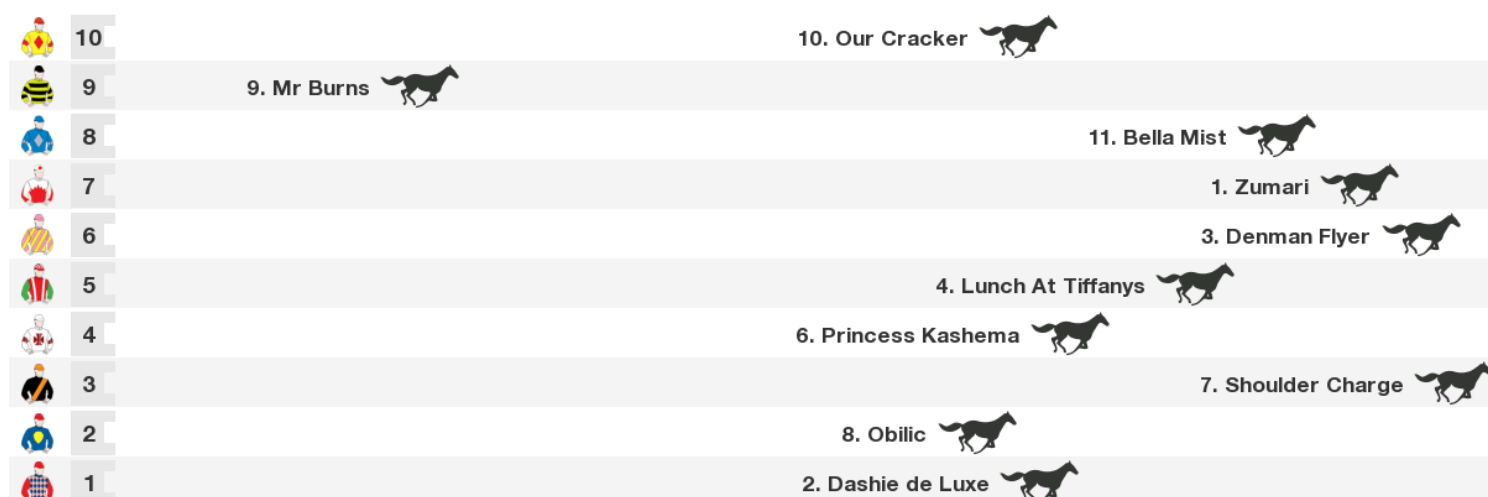 10 10. Our Cracker
9 9. Mr Burns
8 11. Bella Mist
7 1. Zumari
6 3. Denman Flyer
5 4. Lunch At Tiffanys
4 6. Princess Kashema
3 7. Shoulder Charge
2 8. Obilic
1 2. Dashie de Luxe